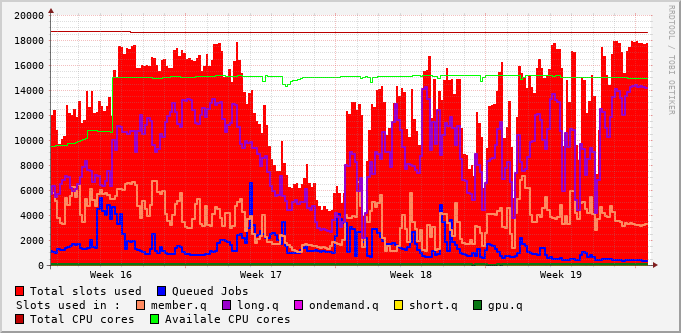 20000
18000
16000
14000
12000
10000
8000
6000
4000
2000
0
Week 16 Week 17 Week 18 Week 19
Total slots used Queued Jobs
Slots used in : member.q long.q ondemand.q short.q gpu.q
Total CPU cores Availale CPU cores
RRDTOOL / TOBI OETIKER